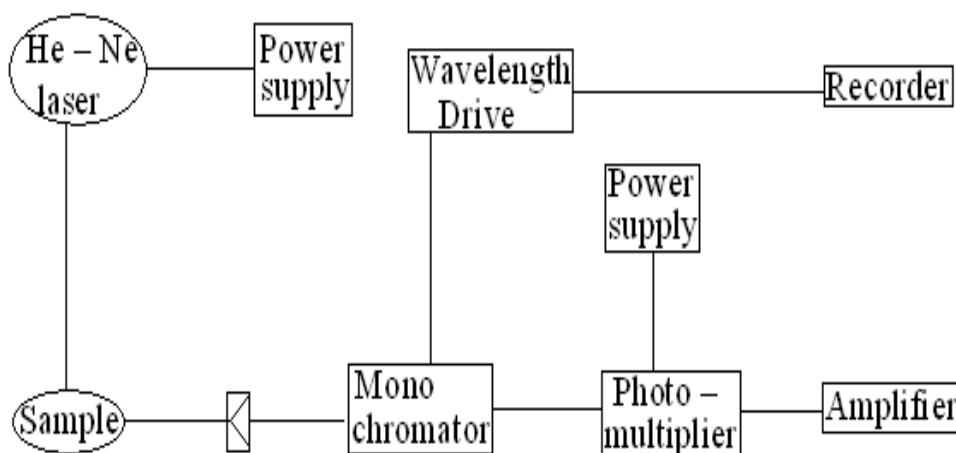 He – Ne
laser
Power
supply
Wavelength
Drive
Recorder
Power
supply
Sample
Mono
chromator
Photo –
multiplier
Amplifier